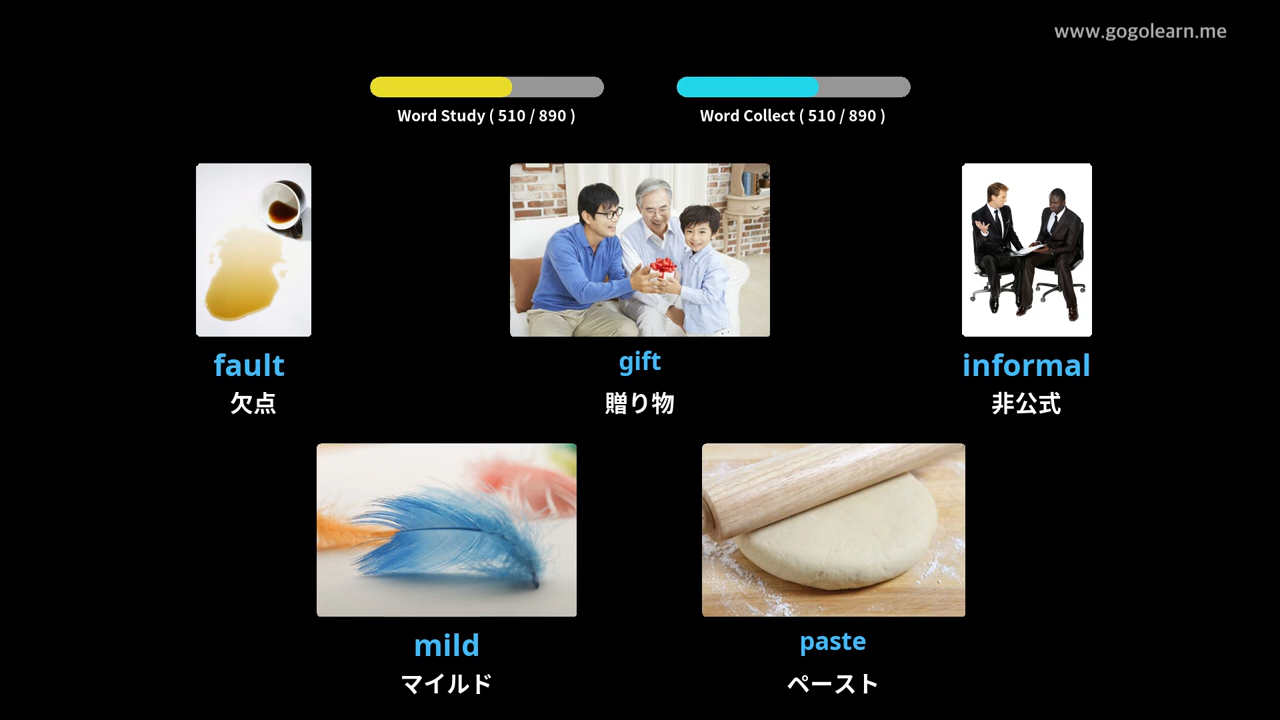 www.gogolearn.me
Word Study ( 510 / 890 )
Word Collect ( 510 / 890 )
fault
欠点
gift
贈り物
informal
非公式
mild
マイルド
paste
ペースト